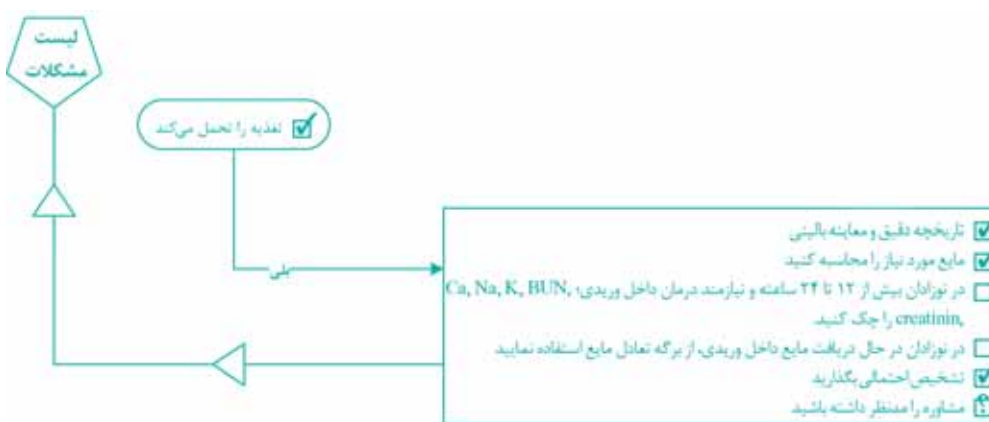 لیست
مشکلات
تغذیه را تحمل می‌کند
بلی
تاریخچه دقیق و معاینه بالینی
مایع مورد نیاز را محاسبه کنید
در نوزادان بیش از ۱۲ تا ۲۴ ساعته و نیازمند درمان داخل وریدی؛ Ca, Na, K, BUN,
creatinin, را چک کنید.
در نوزادان در حال دریافت مایع داخل وریدی، از برگه تعادل مایع استفاده نمایید
تشخیص احتمالی بگذارید
مشاوره را مدنظر داشته باشید